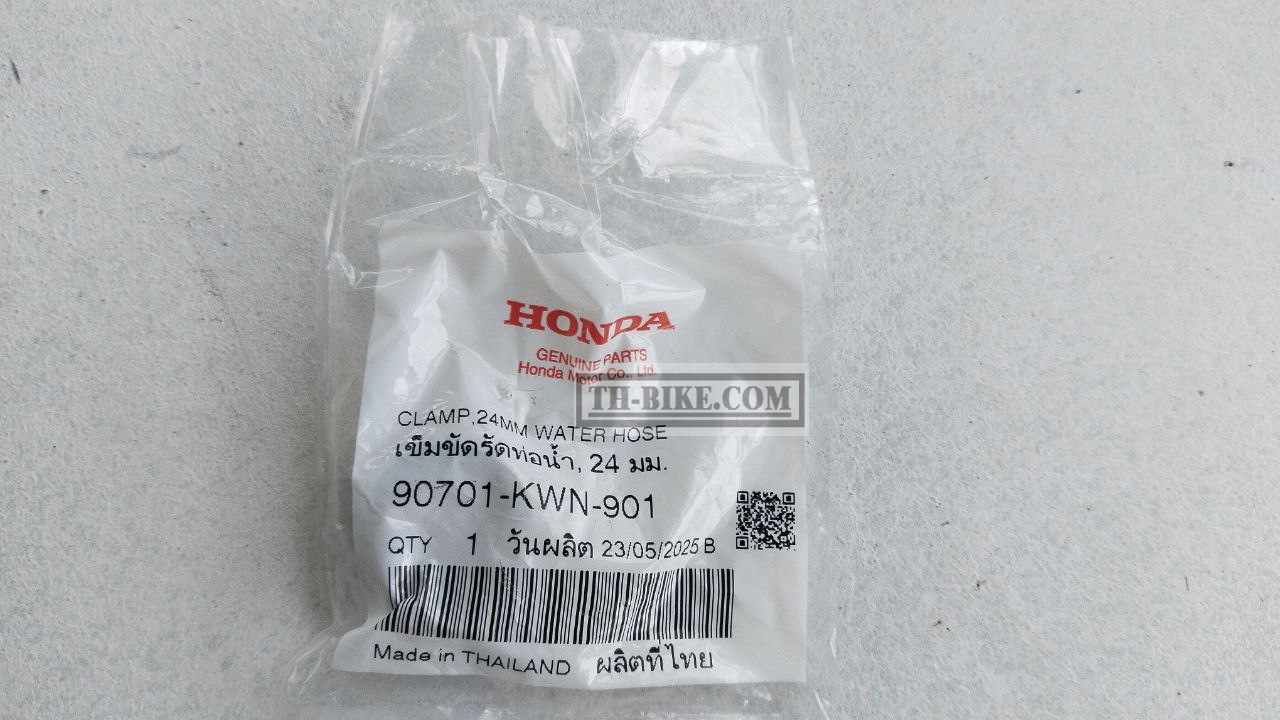 HONDA
GENUINE PARTS
Honda Motor Co., Ltd.
TH-BIKE.COM
CLAMP,24MM WATER HOSE
เข็มขัดรัดท่อน้ำ, 24 มม.
90701-KWN-901
QTY 1 วันผลิต 23/05/2025 B
Made in THAILAND ผลิตที่ไทย